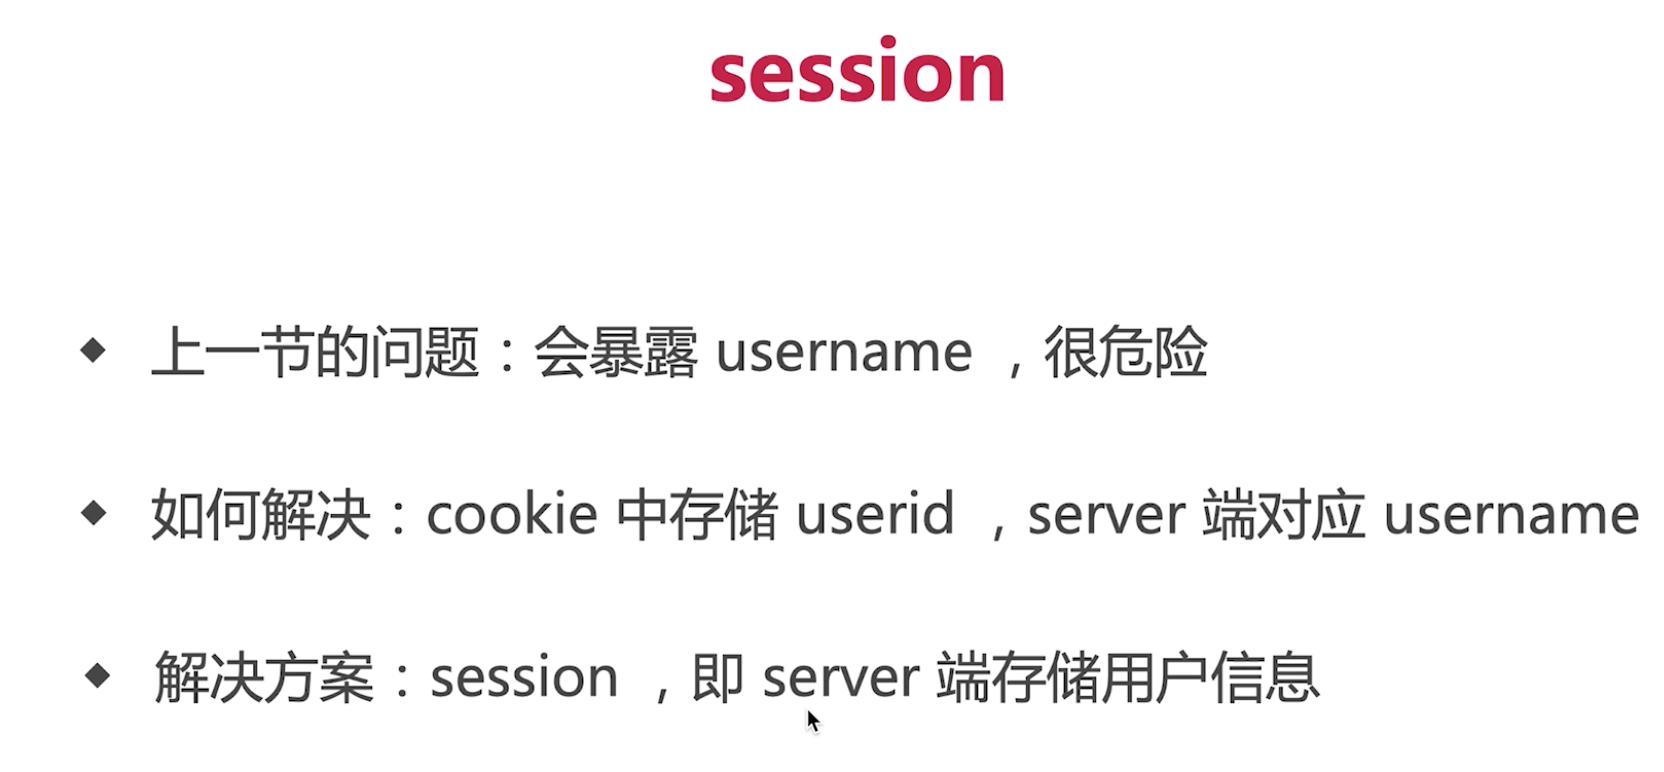 session
◆ 上一节的问题：会暴露 username ，很危险
◆ 如何解决：cookie 中存储 userid ，server 端对应 username
◆ 解决方案：session ，即 server 端存储用户信息